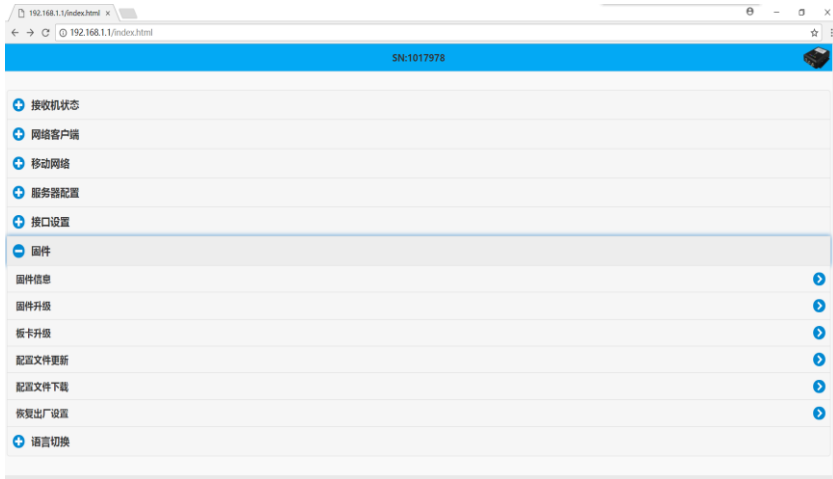 192.168.1.1/index.html
192.168.1.1/index.html
SN:1017978
接收机状态
网络客户端
移动网络
服务器配置
接口设置
固件
固件信息
固件升级
板卡升级
配置文件更新
配置文件下载
恢复出厂设置
语言切换